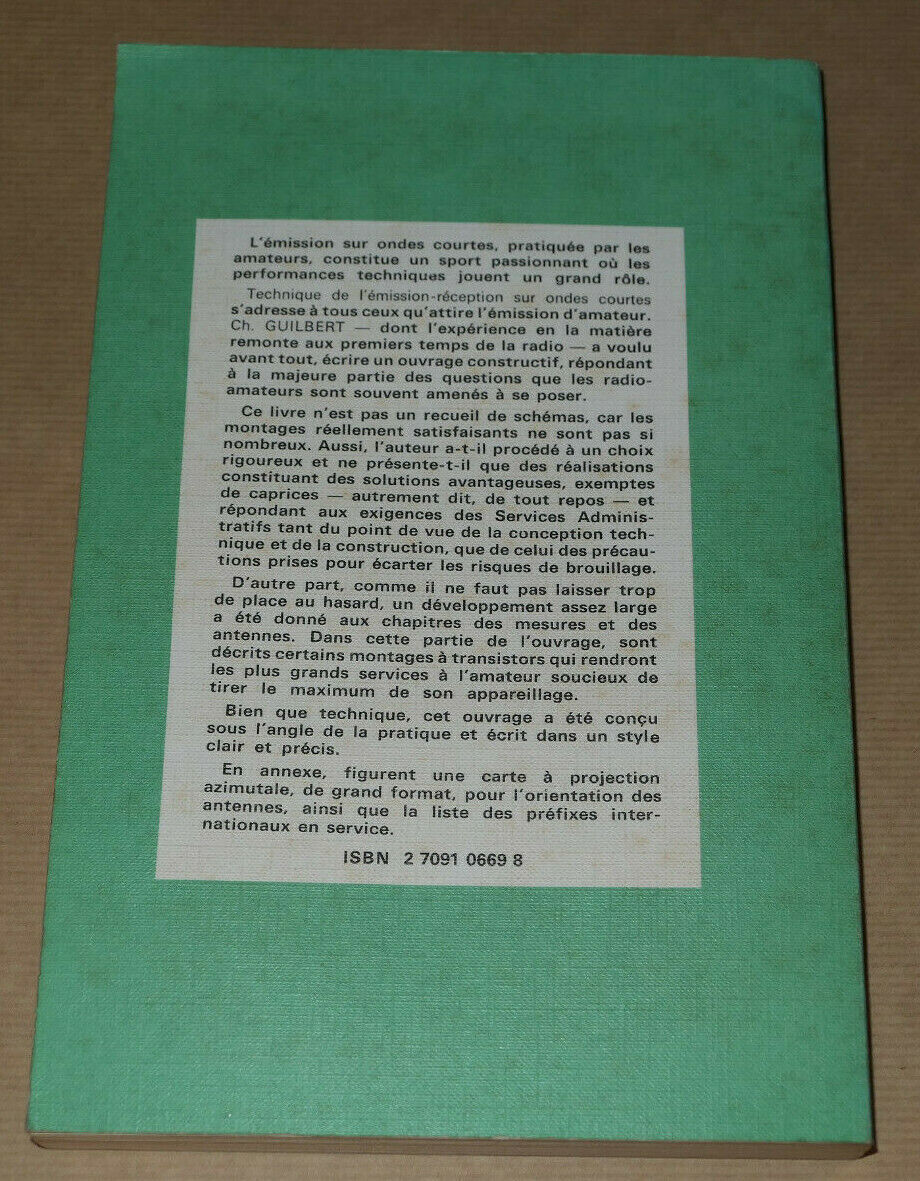 L'émission sur ondes courtes, pratiquée par les
amateurs, constitue un sport passionnant où les
performances techniques jouent un grand rôle.
Technique de l'émission-réception sur ondes courtes
s'adresse à tous ceux qu'attire l'émission d'amateur.
Ch. GUILBERT — dont l'expérience en la matière
remonte aux premiers temps de la radio — a voulu
avant tout, écrire un ouvrage constructif, répondant
à la majeure partie des questions que les radio-
amateurs sont souvent amenés à se poser.
Ce livre n'est pas un recueil de schémas, car les
montages réellement satisfaisants ne sont pas si
nombreux. Aussi, l'auteur a-t-il procédé à un choix
rigoureux et ne présente-t-il que des réalisations
constituant des solutions avantageuses, exemptes
de caprices — autrement dit, de tout repos — et
répondant aux exigences des Services Adminis-
tratifs tant du point de vue de la conception tech-
nique et de la construction, que de celui des précau-
tions prises pour écarter les risques de brouillage.
D'autre part, comme il ne faut pas laisser trop
de place au hasard, un développement assez large
a été donné aux chapitres des mesures et des
antennes. Dans cette partie de l'ouvrage, sont
décrits certains montages à transistors qui rendront
les plus grands services à l'amateur soucieux de
tirer le maximum de son appareillage.
Bien que technique, cet ouvrage a été conçu
sous l'angle de la pratique et écrit dans un style
clair et précis.
En annexe, figurent une carte à projection
azimutale, de grand format, pour l'orientation des
antennes, ainsi que la liste des préfixes inter-
nationaux en service.
ISBN 2 7091 0669 8